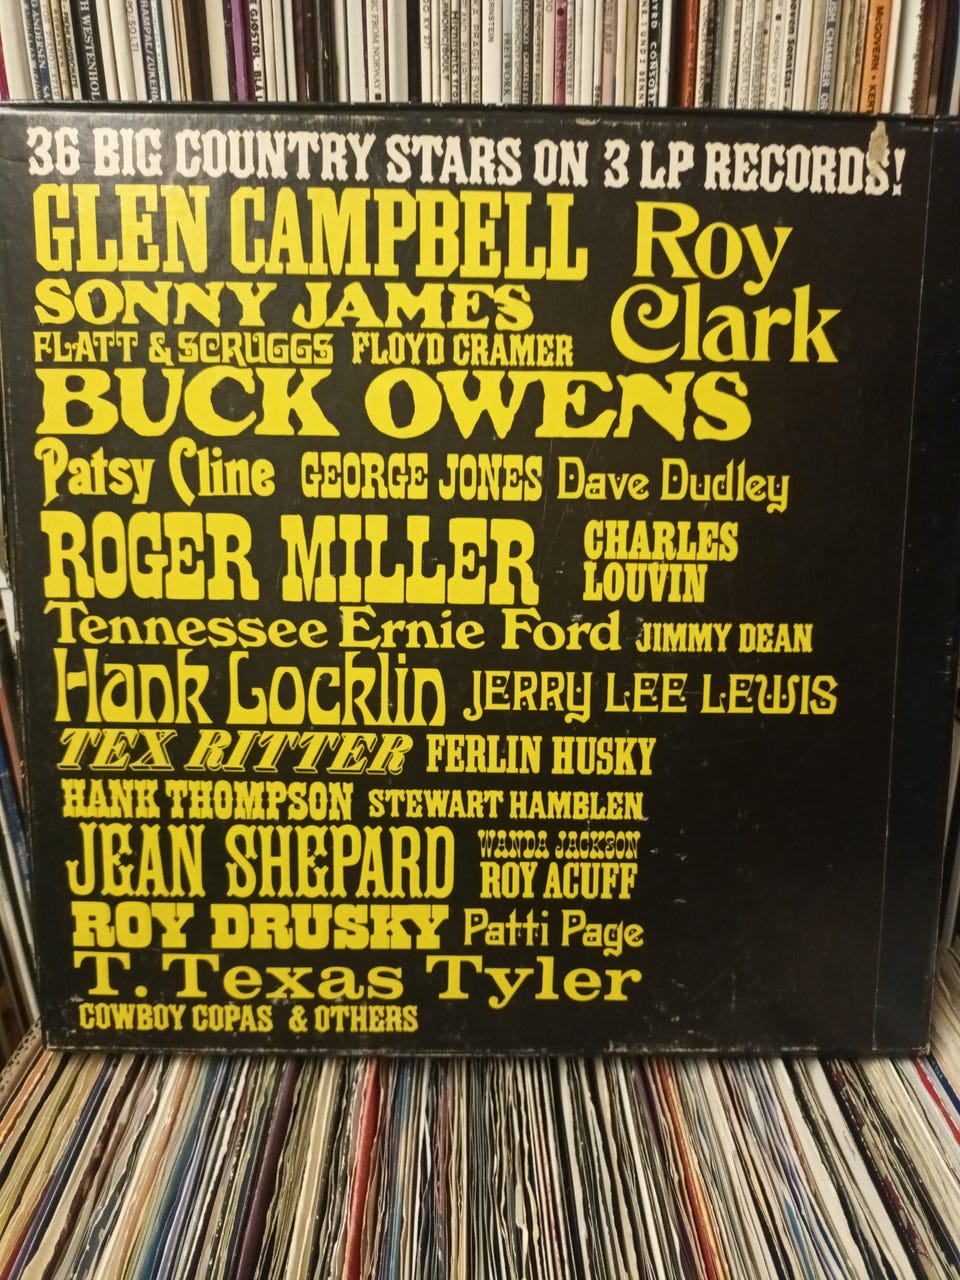 McGOVERN • KERR
36 BIG COUNTRY STARS ON 3 LP RECORDS!
GLEN CAMPBELL
Roy
Clark
SONNY JAMES
FLATT & SCRUGGS FLOYD CRAMER
BUCK OWENS
Patsy Cline GEORGE JONES Dave Dudley
ROGER MILLER
CHARLES
LOUVIN
Tennessee Ernie Ford JIMMY DEAN
Hank Locklin JERRY LEE LEWIS
TEX RITTER FERLIN HUSKY
HANK THOMPSON STEWART HAMBLEN
JEAN SHEPARD
WANDA JACKSON
ROY ACUFF
ROY DRUSKY Patti Page
T. Texas Tyler
COWBOY COPAS & OTHERS